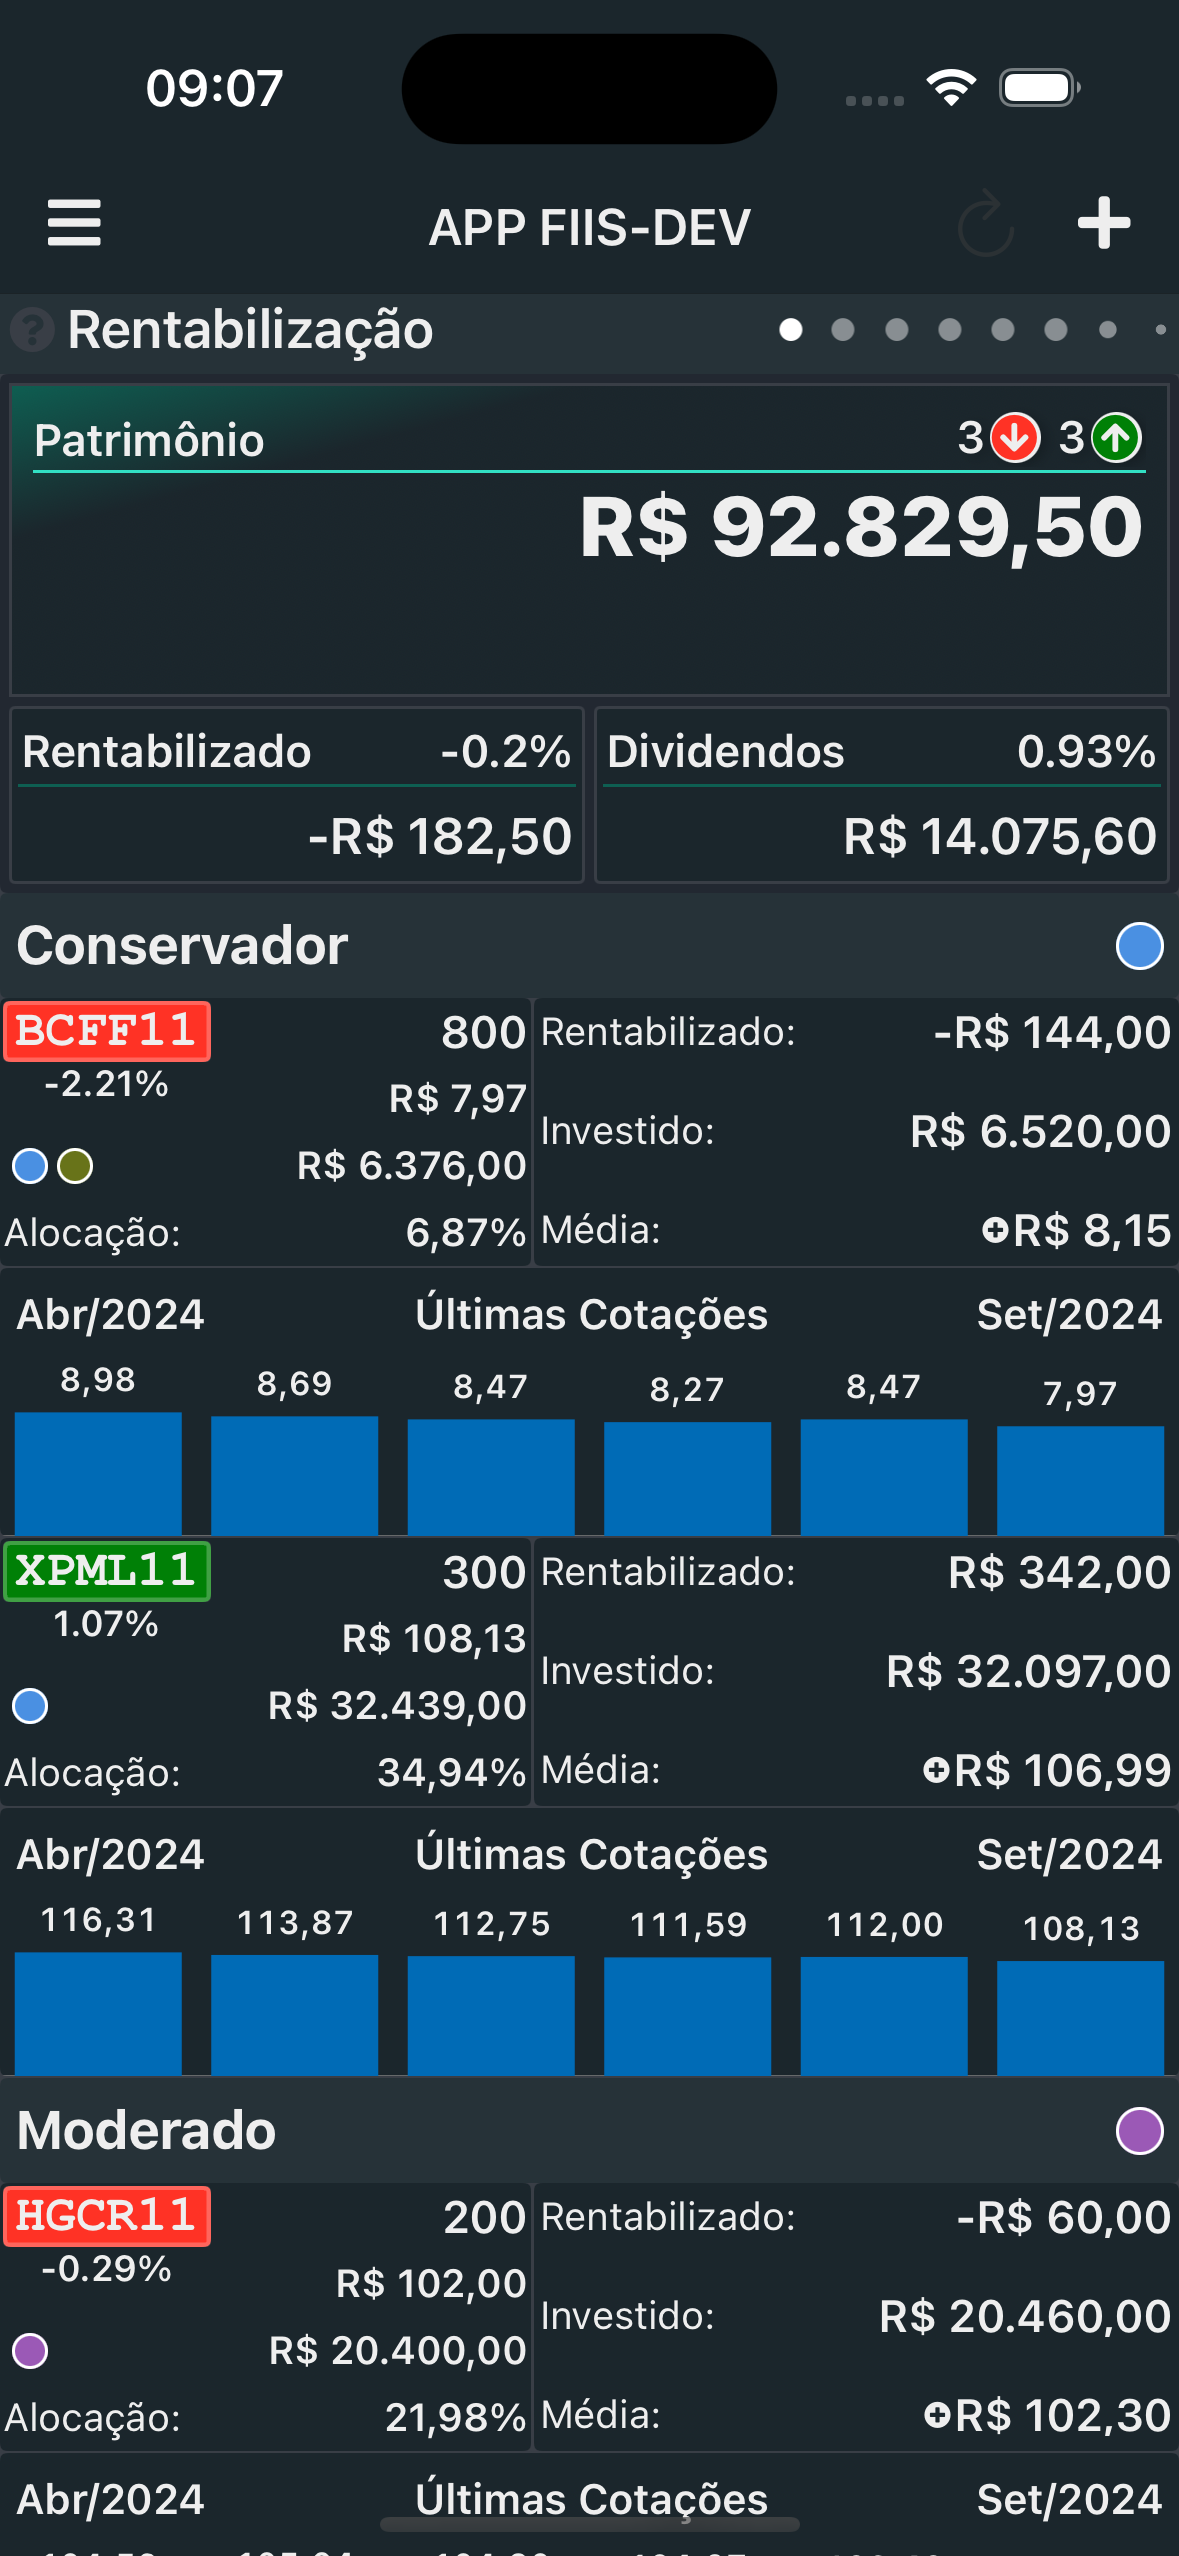 09:07
APP FIIS-DEV
? Rentabilização
Patrimônio 3 3
R$ 92.829,50
Rentabilizado -0.2%
-R$ 182,50
Dividendos 0.93%
R$ 14.075,60
Conservador
BCFF11 800
-2.21%
R$ 7,97
R$ 6.376,00
Alocação: 6,87%
Rentabilizado: -R$ 144,00
Investido: R$ 6.520,00
Média: R$ 8,15
Abr/2024 Últimas Cotações Set/2024
8,98 8,69 8,47 8,27 8,47 7,97
XPML11 300
1.07%
R$ 108,13
R$ 32.439,00
Alocação: 34,94%
Rentabilizado: R$ 342,00
Investido: R$ 32.097,00
Média: R$ 106,99
Abr/2024 Últimas Cotações Set/2024
116,31 113,87 112,75 111,59 112,00 108,13
Moderado
HGCR11 200
-0.29%
R$ 102,00
R$ 20.400,00
Alocação: 21,98%
Rentabilizado: -R$ 60,00
Investido: R$ 20.460,00
Média: R$ 102,30
Abr/2024 Últimas Cotações Set/2024